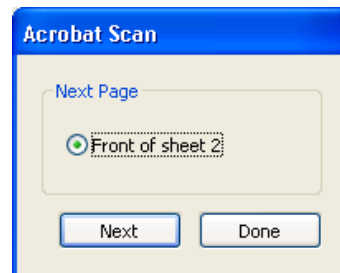 Acrobat Scan
Next Page
Front of sheet 2
Next
Done